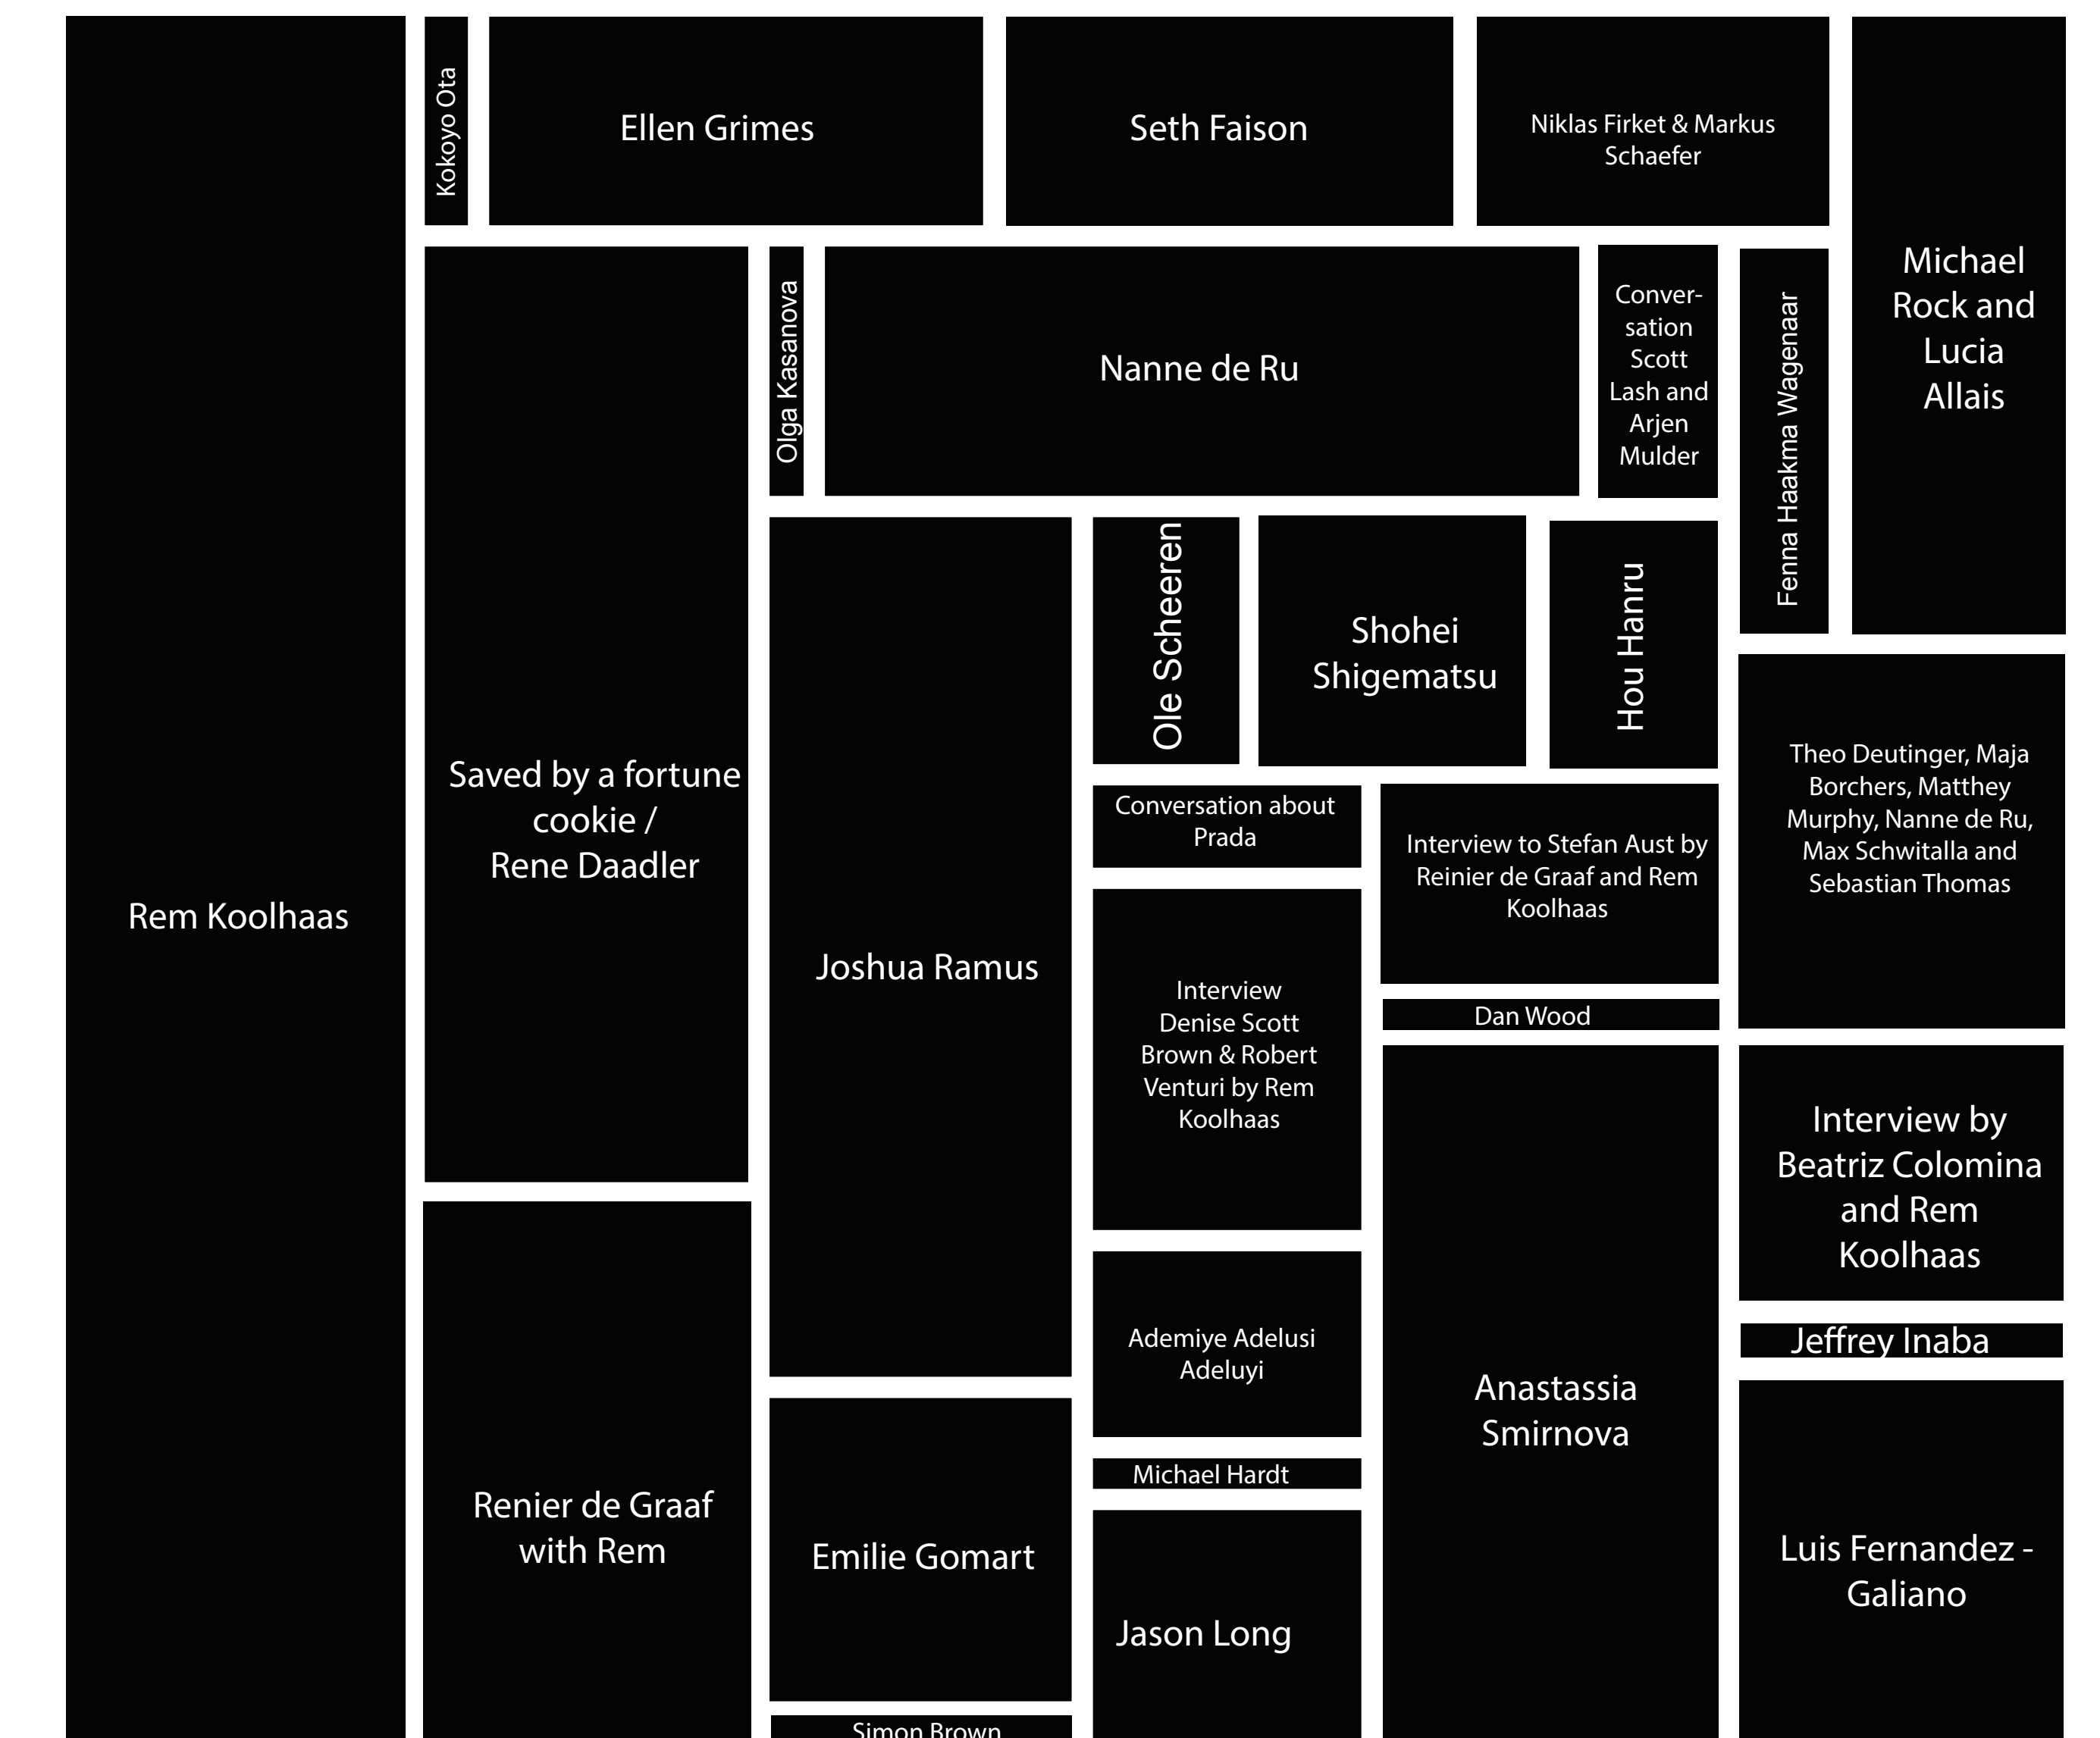 Rem Koolhaas
Kokoyo Ota
Ellen Grimes
Seth Faison
Niklas Firket & Markus
Schaefer
Michael
Rock and
Lucia
Allais
Saved by a fortune
cookie /
Rene Daadler
Olga Kasanova
Nanne de Ru
Conver-
sation
Scott
Lash and
Arjen
Mulder
Fenna Haakma Wagenaar
Joshua Ramus
Ole Scheeren
Shohei
Shigematsu
Hou Hanru
Theo Deutinger, Maja
Borchers, Matthey
Murphy, Nanne de Ru,
Max Schwitalla and
Sebastian Thomas
Conversation about
Prada
Interview to Stefan Aust by
Reinier de Graaf and Rem
Koolhaas
Interview
Denise Scott
Brown & Robert
Venturi by Rem
Koolhaas
Dan Wood
Interview by
Beatriz Colomina
and Rem
Koolhaas
Renier de Graaf
with Rem
Ademiye Adelusi
Adeluyi
Anastassia
Smirnova
Jeffrey Inaba
Emilie Gomart
Michael Hardt
Jason Long
Luis Fernandez -
Galiano
Simon Brown